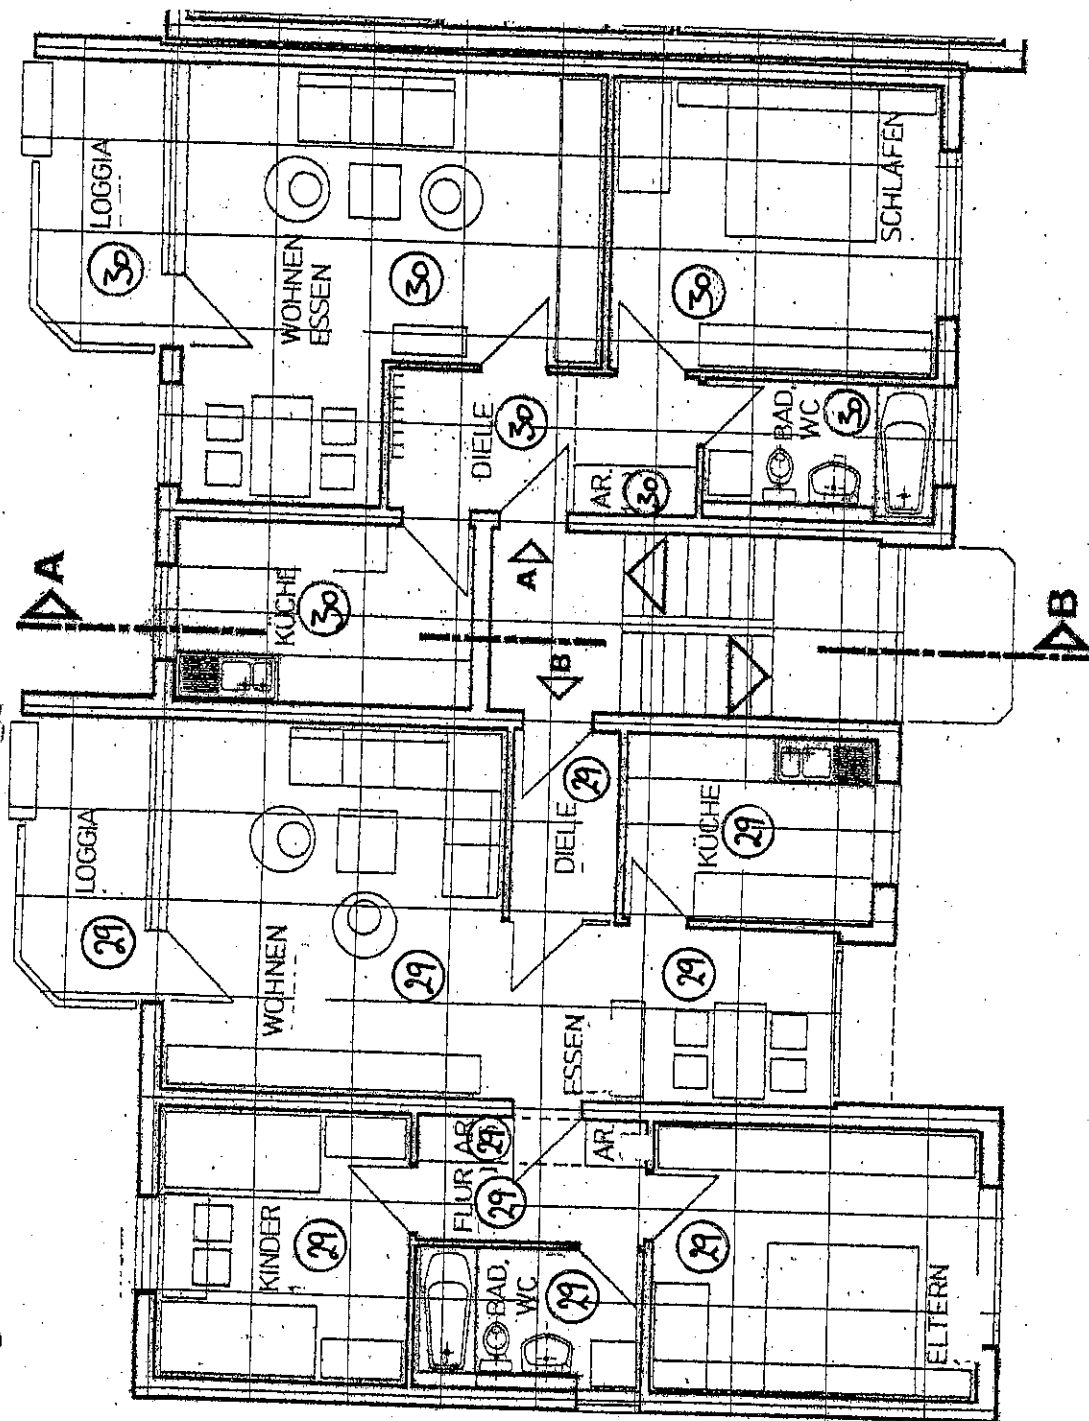 LOGGIA
30
WOHNEN
ESSEN
30
SCHLAFEN
30
DIELE
30
BAD,
WC
30
AR.
30
KÜCHE
30
A
A
B
B
LOGGIA
29
WOHNEN
29
DIELE
29
KÜCHE
29
ESSEN
29
KINDER
29
FLUR
29
AR
29
AR.
BAD,
WC
29
ELTERN
29